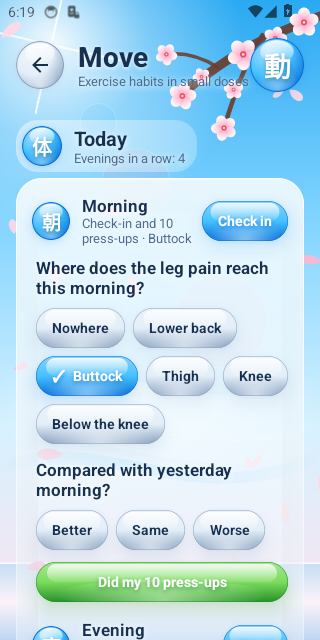 6:19
Move
動
Exercise habits in small doses
体
Today
Evenings in a row: 4
朝
Morning
Check-in and 10
press-ups · Buttock
Check in
Where does the leg pain reach
this morning?
Nowhere
Lower back
✓ Buttock
Thigh
Knee
Below the knee
Compared with yesterday
morning?
Better
Same
Worse
Did my 10 press-ups
Evening